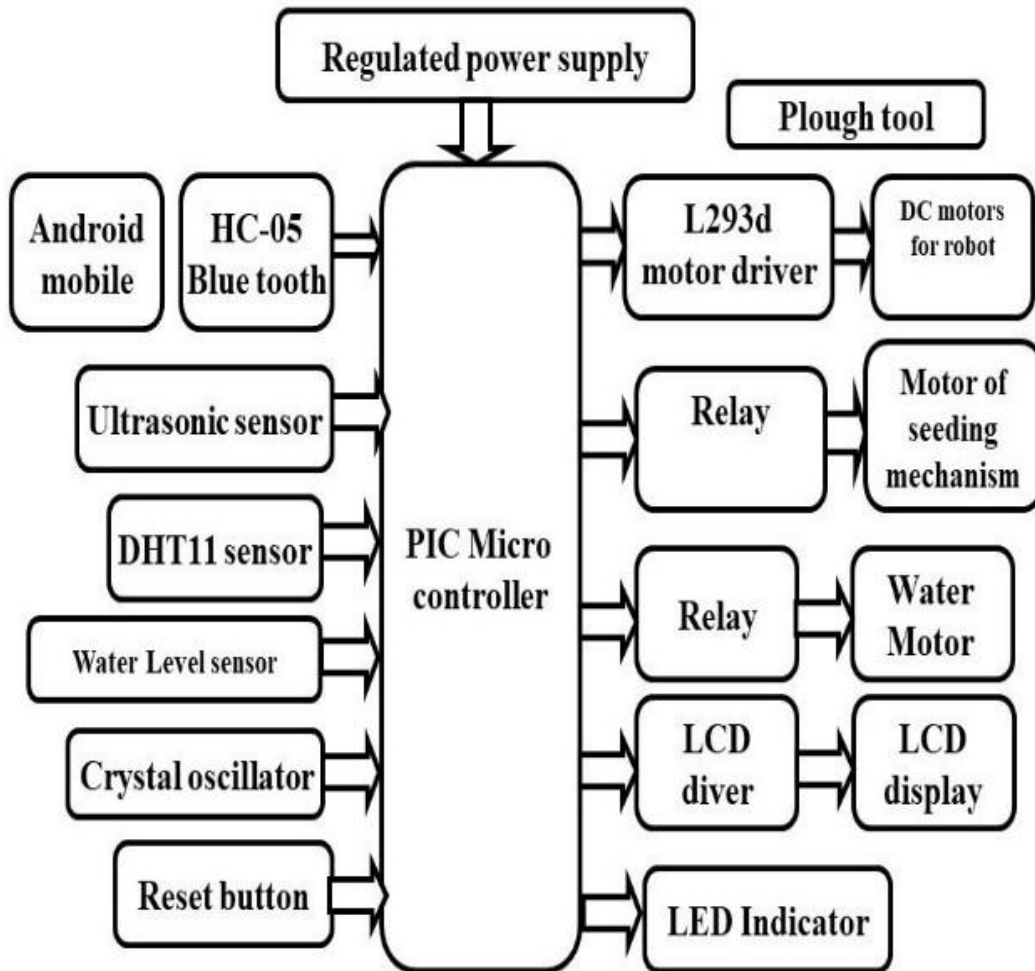 Regulated power supply
Plough tool
Android
mobile
HC-05
Blue tooth
L293d
motor driver
DC motors
for robot
Ultrasonic sensor
Relay
Motor of
seeding
mechanism
DHT11 sensor
PIC Micro
controller
Relay
Water
Motor
Water Level sensor
Crystal oscillator
LCD
diver
LCD
display
Reset button
LED Indicator